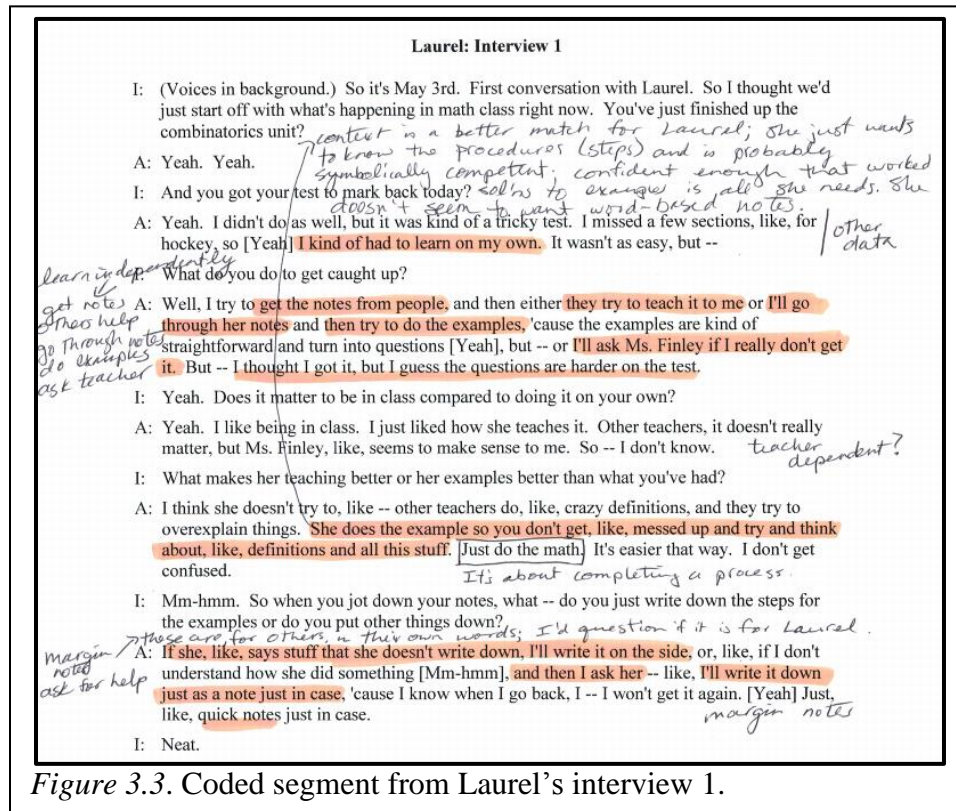 Laurel: Interview 1
I: (Voices in background.) So it's May 3rd. First conversation with Laurel. So I thought we'd
just start off with what's happening in math class right now. You've just finished up the
combinatorics unit?
context is a better match for Laurel; she just wants
A: Yeah. Yeah.
to know the procedures (steps) and is probably
symbolically competent; confident enough that worked
I: And you got your test to mark back today?
sol'ns to examples is all she needs. She
doesn't seem to want word-based notes.
A: Yeah. I didn't do as well, but it was kind of a tricky test. I missed a few sections, like, for
hockey, so [Yeah] I kind of had to learn on my own. It wasn't as easy, but --
other
data
learn independently
I: What do you do to get caught up?
get notes
others help
go through notes
do examples
ask teacher
A: Well, I try to get the notes from people, and then either they try to teach it to me or I'll go
through her notes and then try to do the examples, 'cause the examples are kind of
straightforward and turn into questions [Yeah], but -- or I'll ask Ms. Finley if I really don't get
it. But -- I thought I got it, but I guess the questions are harder on the test.
I: Yeah. Does it matter to be in class compared to doing it on your own?
A: Yeah. I like being in class. I just liked how she teaches it. Other teachers, it doesn't really
matter, but Ms. Finley, like, seems to make sense to me. So -- I don't know.
teacher
dependent?
I: What makes her teaching better or her examples better than what you've had?
A: I think she doesn't try to, like -- other teachers do, like, crazy definitions, and they try to
overexplain things. She does the example so you don't get, like, messed up and try and think
about, like, definitions and all this stuff. Just do the math. It's easier that way. I don't get
confused.
It's about completing a process.
I: Mm-hmm. So when you jot down your notes, what -- do you just write down the steps for
the examples or do you put other things down?
these are for others, in their own words; I'd question if it is for Laurel.
margin
notes
ask for help
A: If she, like, says stuff that she doesn't write down, I'll write it on the side, or, like, if I don't
understand how she did something [Mm-hmm], and then I ask her -- like, I'll write it down
just as a note just in case, 'cause I know when I go back, I -- I won't get it again. [Yeah] Just,
like, quick notes just in case.
margin notes
I: Neat.
Figure 3.3. Coded segment from Laurel's interview 1.